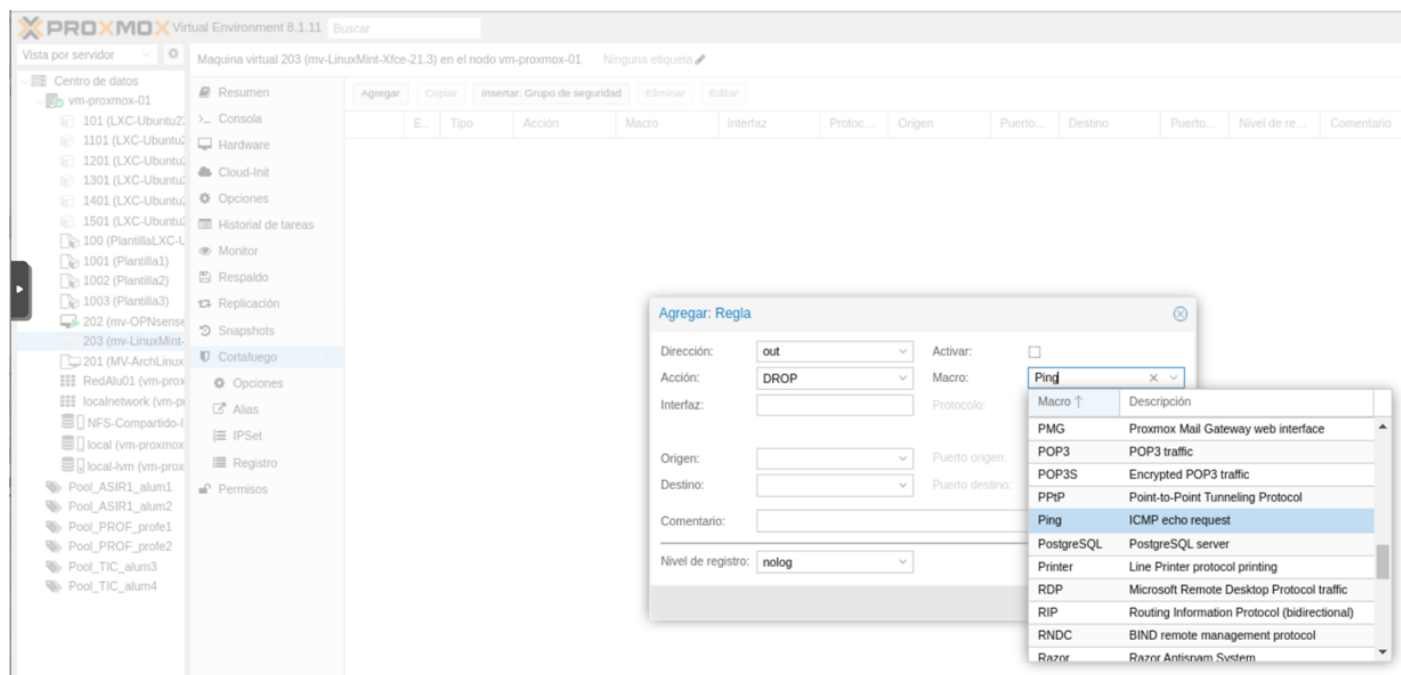 PROXMOX Virtual Environment 8.1.11 Buscar
Vista por servidor
Maquina virtual 203 (mv-LinuxMint-Xfce-21.3) en el nodo vm-proxmox-01 Ninguna etiqueta
Centro de datos
vm-proxmox-01
101 (LXC-Ubuntu2
1101 (LXC-Ubuntu2
1201 (LXC-Ubuntu2
1301 (LXC-Ubuntu2
1401 (LXC-Ubuntu2
1501 (LXC-Ubuntu2
100 (PlantillaLXC-U
1001 (Plantilla1)
1002 (Plantilla2)
1003 (Plantilla3)
202 (mv-OPNsense
203 (mv-LinuxMint-
201 (MV-ArchLinux
RedAlu01 (vm-prox
localnetwork (vm-p
NFS-Compartido-
local (vm-proxmox
local-lvm (vm-prox
Pool_ASIR1_alum1
Pool_ASIR1_alum2
Pool_PROF_profe1
Pool_PROF_profe2
Pool_TIC_alum3
Pool_TIC_alum4
Resumen
Consola
Hardware
Cloud-Init
Opciones
Historial de tareas
Monitor
Respaldo
Replicación
Snapshots
Cortafuego
Opciones
Alias
IPSet
Registro
Permisos
Agregar Copiar Insertar: Grupo de seguridad Eliminar Editar
E.. Tipo Acción Macro Interfaz Protoc... Origen Puerto... Destino Puerto... Nivel de re... Comentario
Agregar: Regla
Dirección: out Activar:
Acción: DROP Macro: Ping
Interfaz: Protocolo:
Origen: Puerto origen:
Destino: Puerto destino:
Comentario:
Nivel de registro: nolog
Macro ↑ Descripción
PMG Proxmox Mail Gateway web interface
POP3 POP3 traffic
POP3S Encrypted POP3 traffic
PPtP Point-to-Point Tunneling Protocol
Ping ICMP echo request
PostgreSQL PostgreSQL server
Printer Line Printer protocol printing
RDP Microsoft Remote Desktop Protocol traffic
RIP Routing Information Protocol (bidirectional)
RNDC BIND remote management protocol
Razor Razor Antispam System